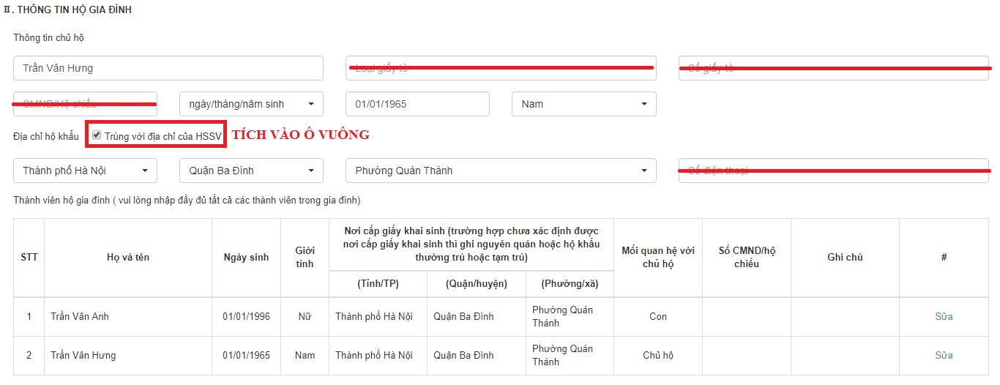 II. THÔNG TIN HỘ GIA ĐÌNH
Thông tin chủ hộ
Trần Văn Hưng Loại giấy tờ Số giấy tờ
CMND/Hộ chiếu ngày/tháng/năm sinh 01/01/1965 Nam
Địa chỉ hộ khẩu Trùng với địa chỉ của HSSV TÍCH VÀO Ô VUÔNG
Thành phố Hà Nội Quận Ba Đình Phường Quán Thánh Số điện thoại
Thành viên hộ gia đình ( vui lòng nhập đầy đủ tất cả các thành viên trong gia đình)
STT Họ và tên Ngày sinh Giới tính Nơi cấp giấy khai sinh (trường hợp chưa xác định được nơi cấp giấy khai sinh thì ghi nguyên quán hoặc hộ khẩu thường trú hoặc tạm trú) Mối quan hệ với chủ hộ Số CMND/hộ chiếu Ghi chú #
(Tỉnh/TP) (Quận/huyện) (Phường/xã)
1 Trần Vân Anh 01/01/1996 Nữ Thành phố Hà Nội Quận Ba Đình Phường Quán Thánh Con Sửa
2 Trần Văn Hưng 01/01/1965 Nam Thành phố Hà Nội Quận Ba Đình Phường Quán Thánh Chủ hộ Sửa